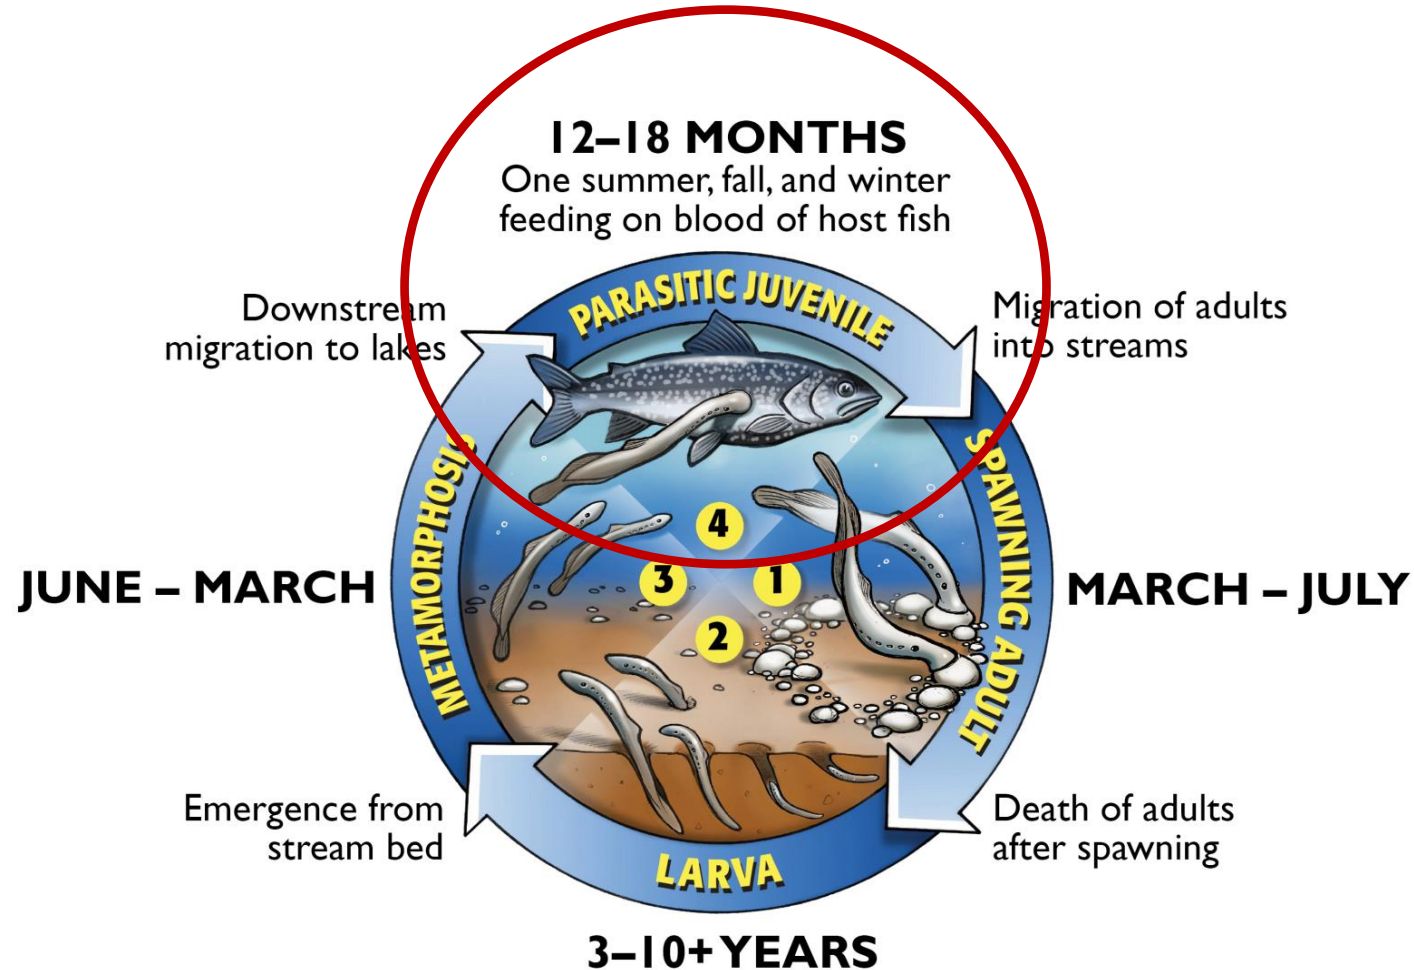 12–18 MONTHS
One summer, fall, and winter
feeding on blood of host fish
PARASITIC JUVENILE
Downstream
migration to lakes
Migration of adults
into streams
METAMORPHOSIS
SPAWNING ADULT
4
3
1
2
JUNE – MARCH
MARCH – JULY
Emergence from
stream bed
Death of adults
after spawning
LARVA
3–10+ YEARS